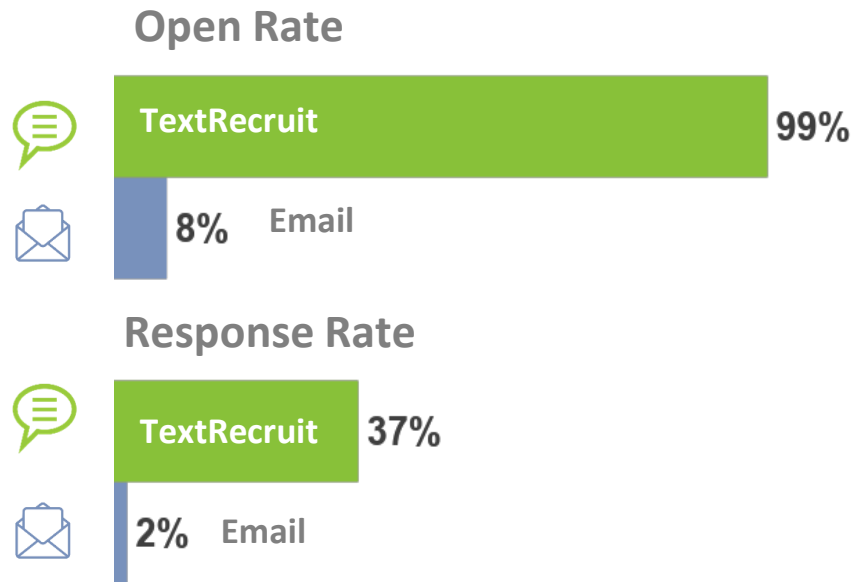 Open Rate
TextRecruit
99%
8% Email
Response Rate
TextRecruit 37%
2% Email